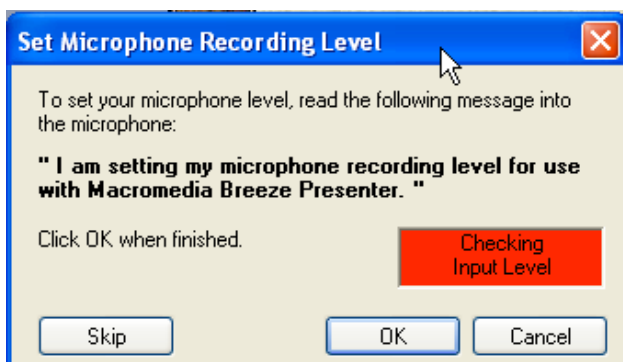 Set Microphone Recording Level
To set your microphone level, read the following message into
the microphone:
" I am setting my microphone recording level for use
with Macromedia Breeze Presenter. "
Click OK when finished.
Checking
Input Level
Skip
OK
Cancel